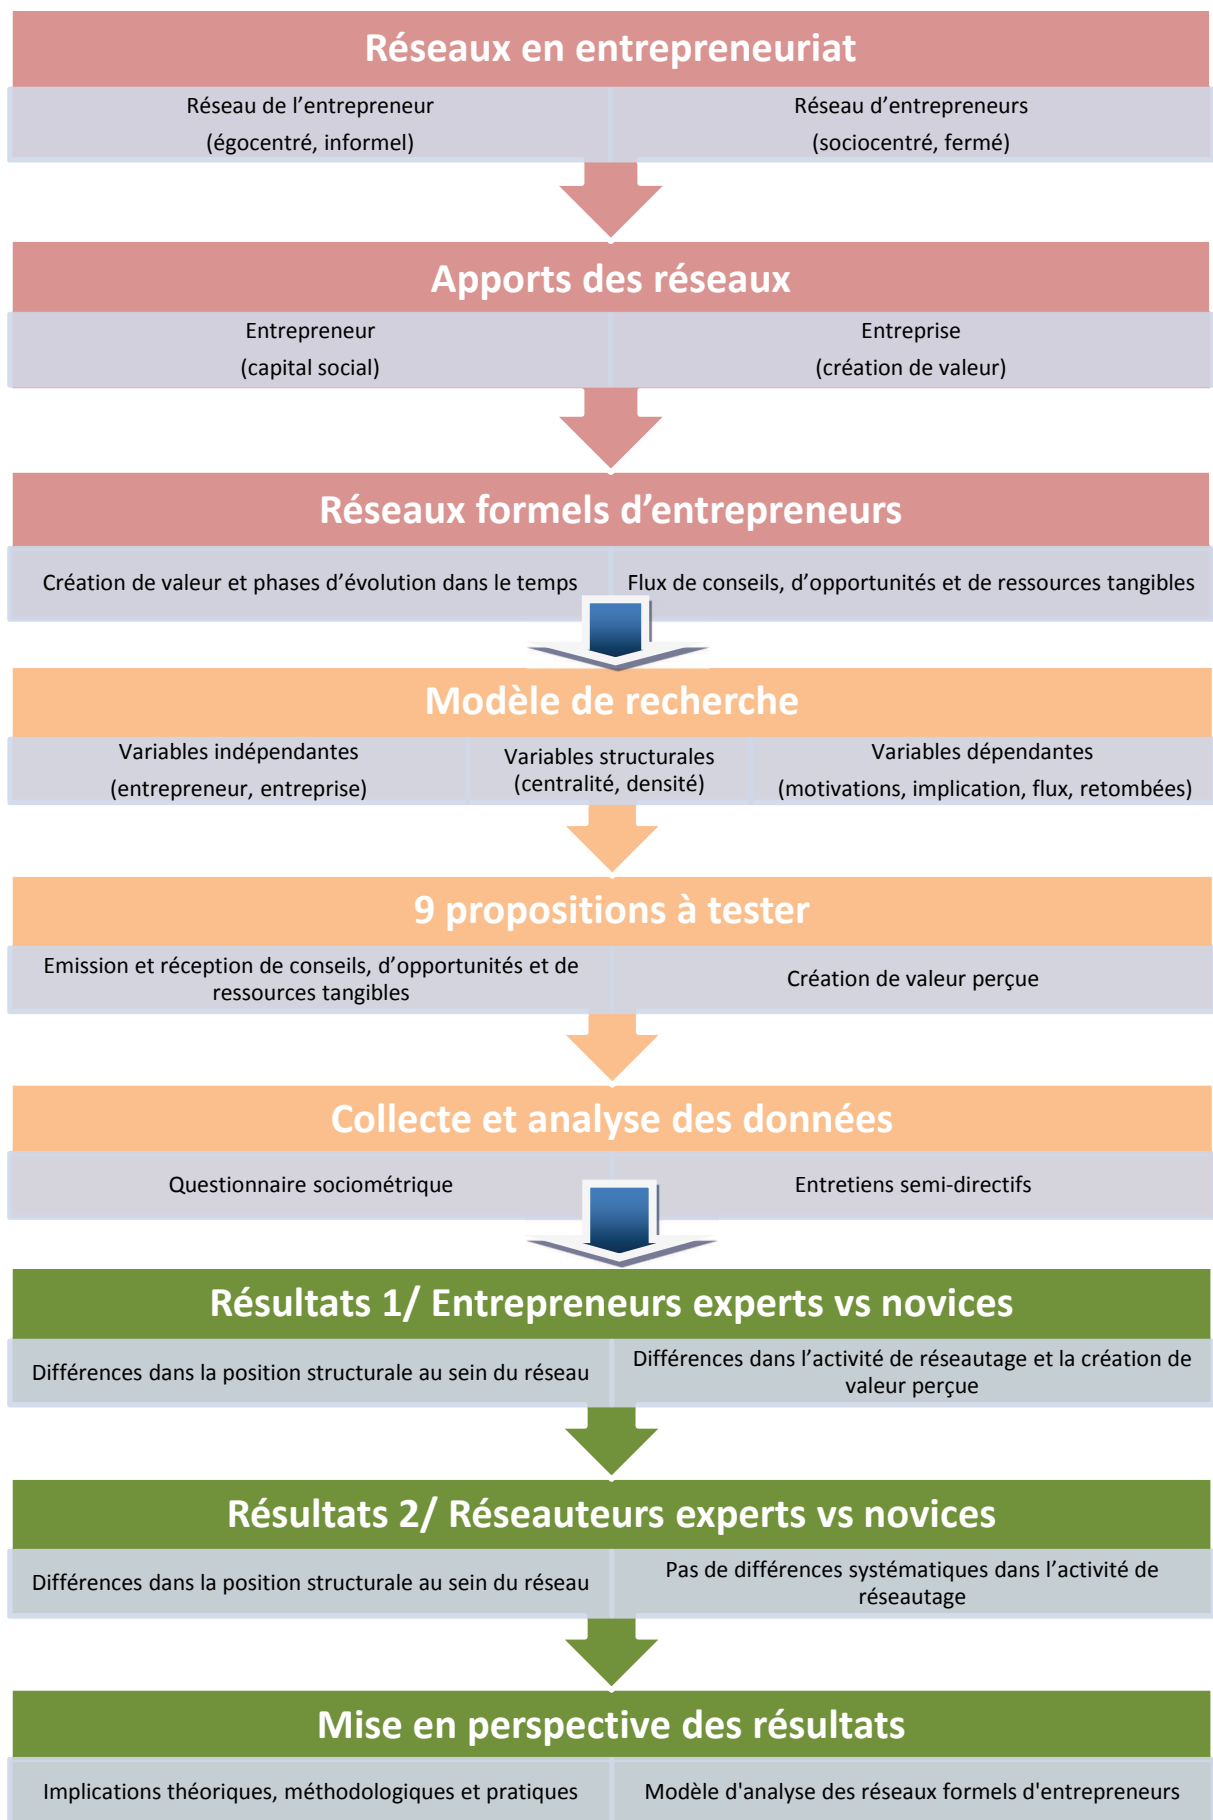 Réseaux en entrepreneuriat
Réseau de l’entrepreneur
(égocentré, informel)
Réseau d’entrepreneurs
(sociocentré, fermé)
Apports des réseaux
Entrepreneur
(capital social)
Entreprise
(création de valeur)
Réseaux formels d’entrepreneurs
Création de valeur et phases d’évolution dans le temps
Flux de conseils, d’opportunités et de ressources tangibles
Modèle de recherche
Variables indépendantes
(entrepreneur, entreprise)
Variables structurales
(centralité, densité)
Variables dépendantes
(motivations, implication, flux, retombées)
9 propositions à tester
Emission et réception de conseils, d’opportunités et de
ressources tangibles
Création de valeur perçue
Collecte et analyse des données
Questionnaire sociométrique
Entretiens semi-directifs
Résultats 1/ Entrepreneurs experts vs novices
Différences dans la position structurale au sein du réseau
Différences dans l’activité de réseautage et la création de
valeur perçue
Résultats 2/ Réseauteurs experts vs novices
Différences dans la position structurale au sein du réseau
Pas de différences systématiques dans l’activité de
réseautage
Mise en perspective des résultats
Implications théoriques, méthodologiques et pratiques
Modèle d'analyse des réseaux formels d'entrepreneurs